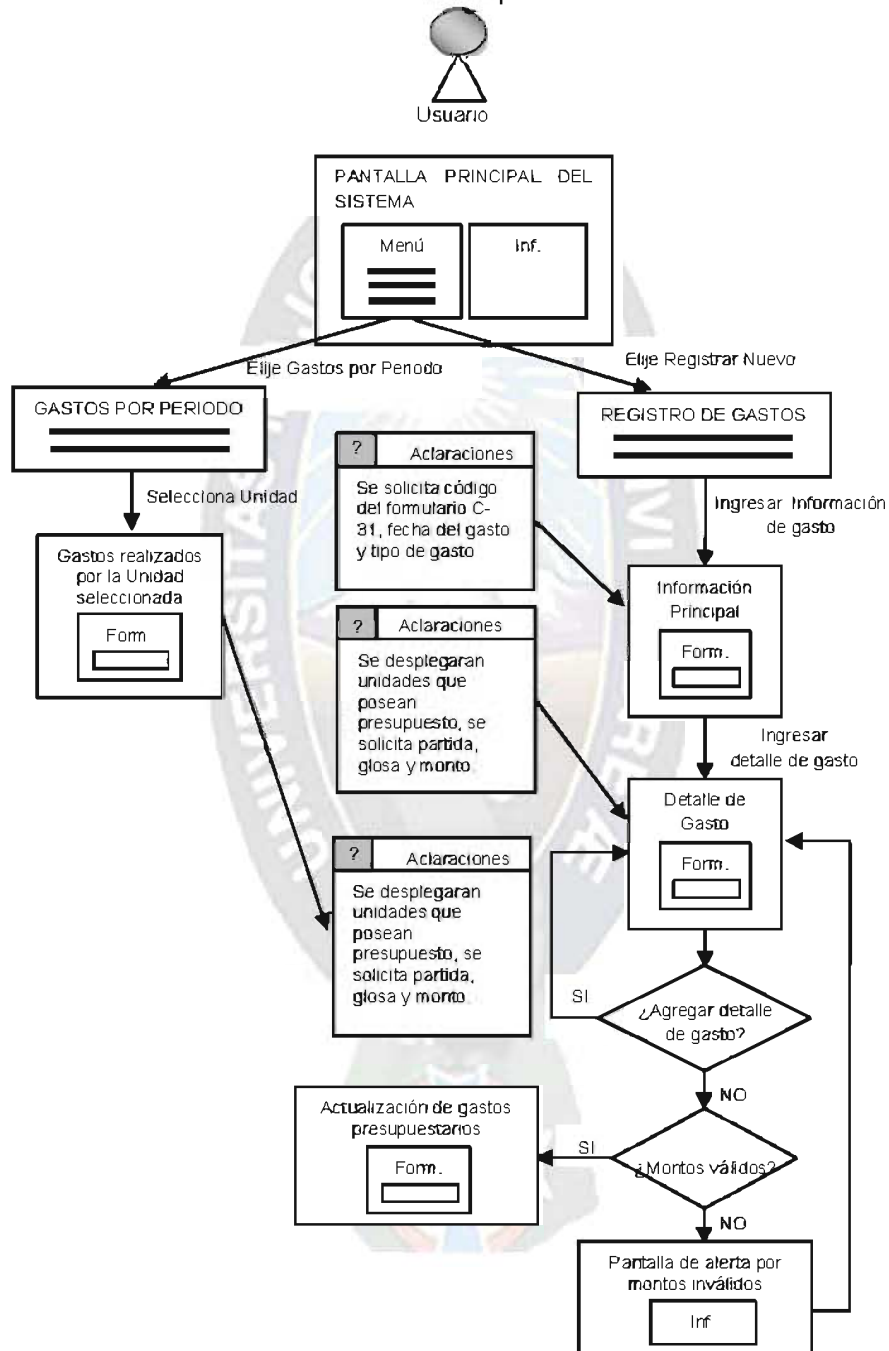 Usuario
PANTALLA PRINCIPAL DEL
SISTEMA
Menú
Inf.
Elije Gastos por Periodo
Elije Registrar Nuevo
GASTOS POR PERIODO
REGISTRO DE GASTOS
Selecciona Unidad
Ingresar Información
de gasto
Gastos realizados
por la Unidad
seleccionada
Form
? Aclaraciones
Se solicita código
del formulario C-
31, fecha del gasto
y tipo de gasto
Información
Principal
Form.
? Aclaraciones
Se desplegaran
unidades que
posean
presupuesto, se
solicita partida,
glosa y monto
Ingresar
detalle de gasto
Detalle de
Gasto
Form.
? Aclaraciones
Se desplegaran
unidades que
posean
presupuesto, se
solicita partida,
glosa y monto
SI
¿Agregar detalle
de gasto?
NO
Actualización de gastos
presupuestarios
Form.
SI
¿Montos válidos?
NO
Pantalla de alerta por
montos inválidos
Inf